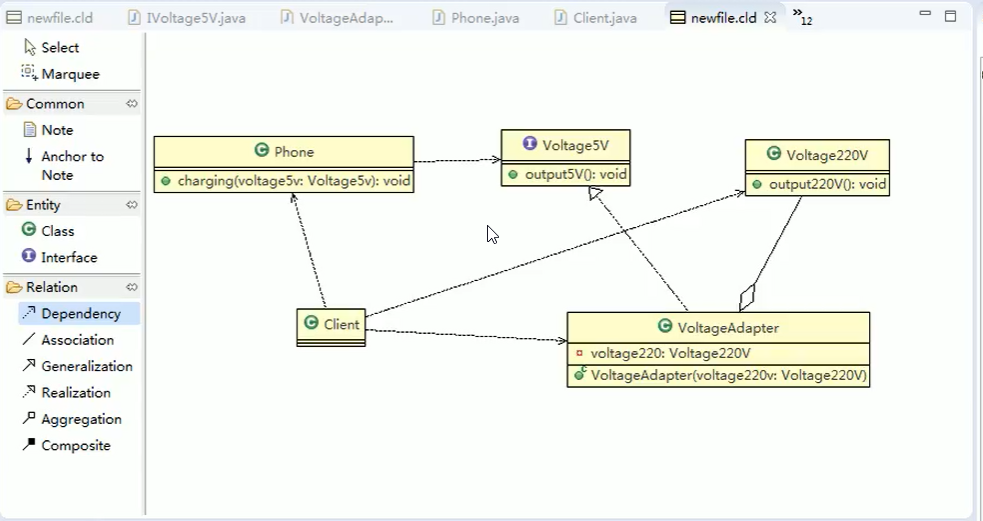 newfile.cld
IVoltage5V.java
VoltageAdap...
Phone.java
Client.java
newfile.cld
»12
Select
Marquee
Common
Note
Anchor to
Note
Entity
Class
Interface
Relation
Dependency
Association
Generalization
Realization
Aggregation
Composite
C Phone
charging(voltage5v: Voltage5v): void
I Voltage5V
output5V(): void
C Voltage220V
output220V(): void
C Client
C VoltageAdapter
voltage220: Voltage220V
C VoltageAdapter(voltage220v: Voltage220V)